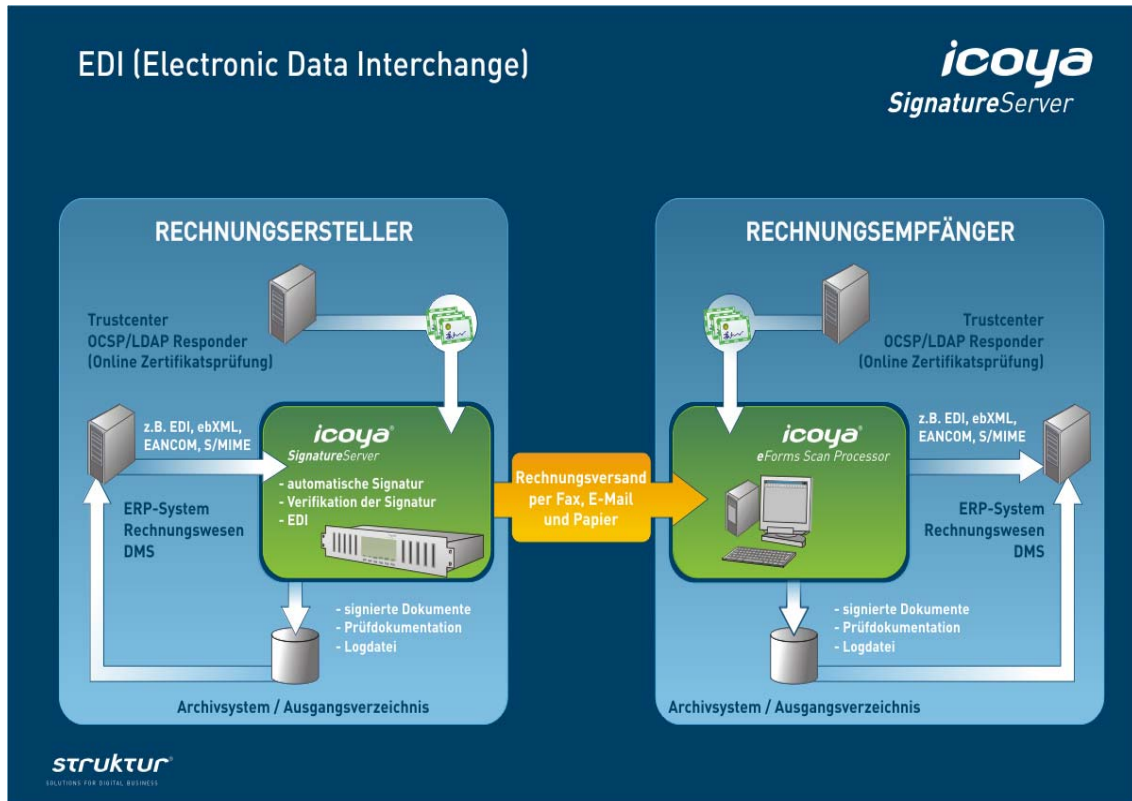 EDI (Electronic Data Interchange)
icoya
SignatureServer
RECHNUNGSERSTELLER
Trustcenter
OCSP/LDAP Responder
(Online Zertifikatsprüfung)
z.B. EDI, ebXML,
EANCOM, S/MIME
ERP-System
Rechnungswesen
DMS
icoya®
SignatureServer
- automatische Signatur
- Verifikation der Signatur
- EDI
- signierte Dokumente
- Prüfdokumentation
- Logdatei
Archivsystem / Ausgangsverzeichnis
Rechnungsversand
per Fax, E-Mail
und Papier
RECHNUNGSEMPFÄNGER
Trustcenter
OCSP/LDAP Responder
(Online Zertifikatsprüfung)
icoya®
eForms Scan Processor
z.B. EDI, ebXML,
EANCOM, S/MIME
ERP-System
Rechnungswesen
DMS
- signierte Dokumente
- Prüfdokumentation
- Logdatei
Archivsystem / Ausgangsverzeichnis
struktur®
SOLUTIONS FOR DIGITAL BUSINESS